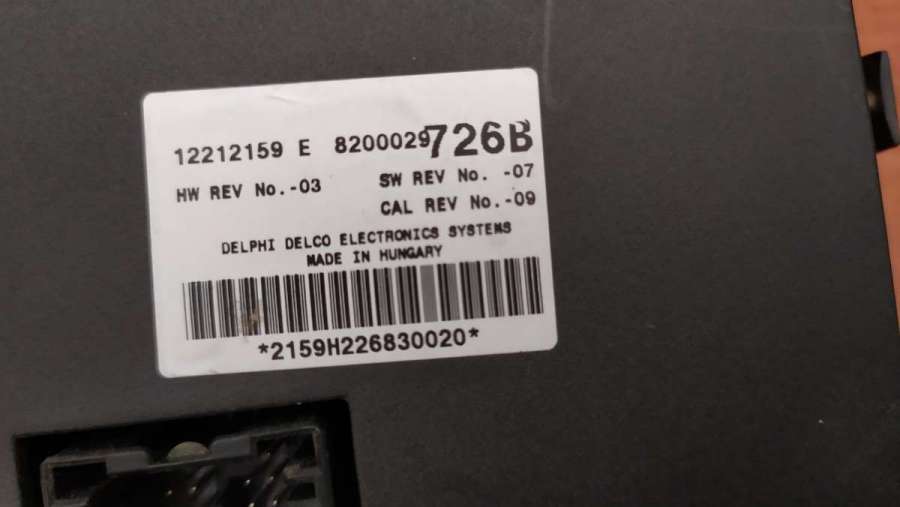 12212159 E 8200029726B
HW REV No.-03 SW REV No. -07
CAL REV No.-09
DELPHI DELCO ELECTRONICS SYSTEMS
MADE IN HUNGARY
*2159H226830020*